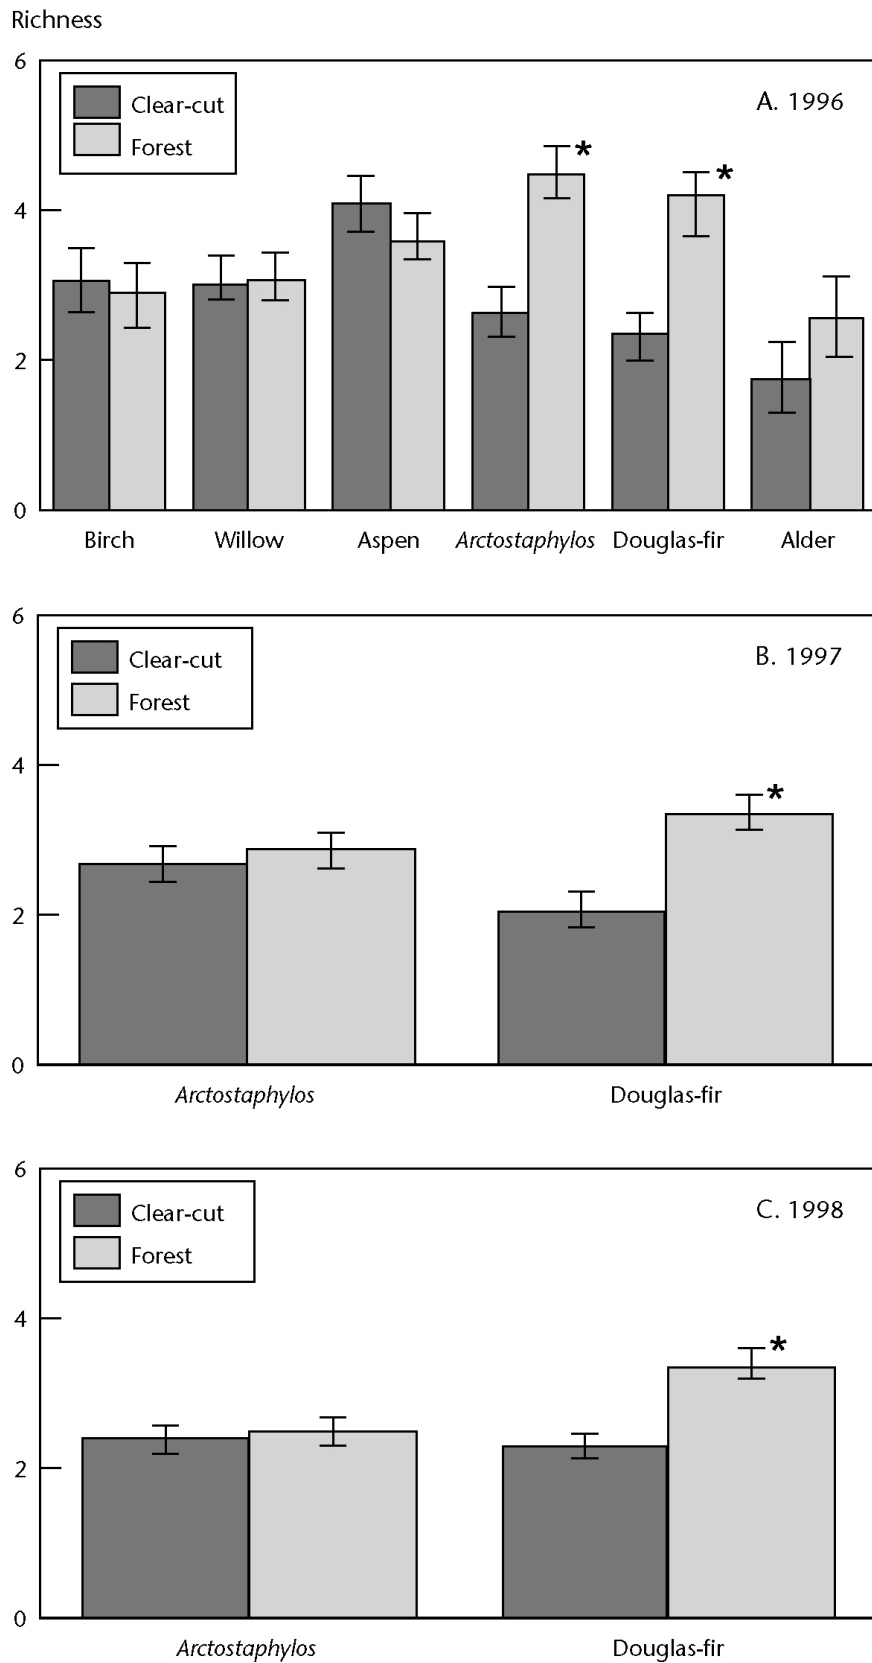 Richness
6
Clear-cut
A. 1996
Forest
*
*
4
2
0
Birch Willow Aspen Arctostaphylos Douglas-fir Alder
6
Clear-cut
B. 1997
Forest
4
*
2
0
Arctostaphylos Douglas-fir
6
Clear-cut
C. 1998
Forest
4
*
2
0
Arctostaphylos Douglas-fir